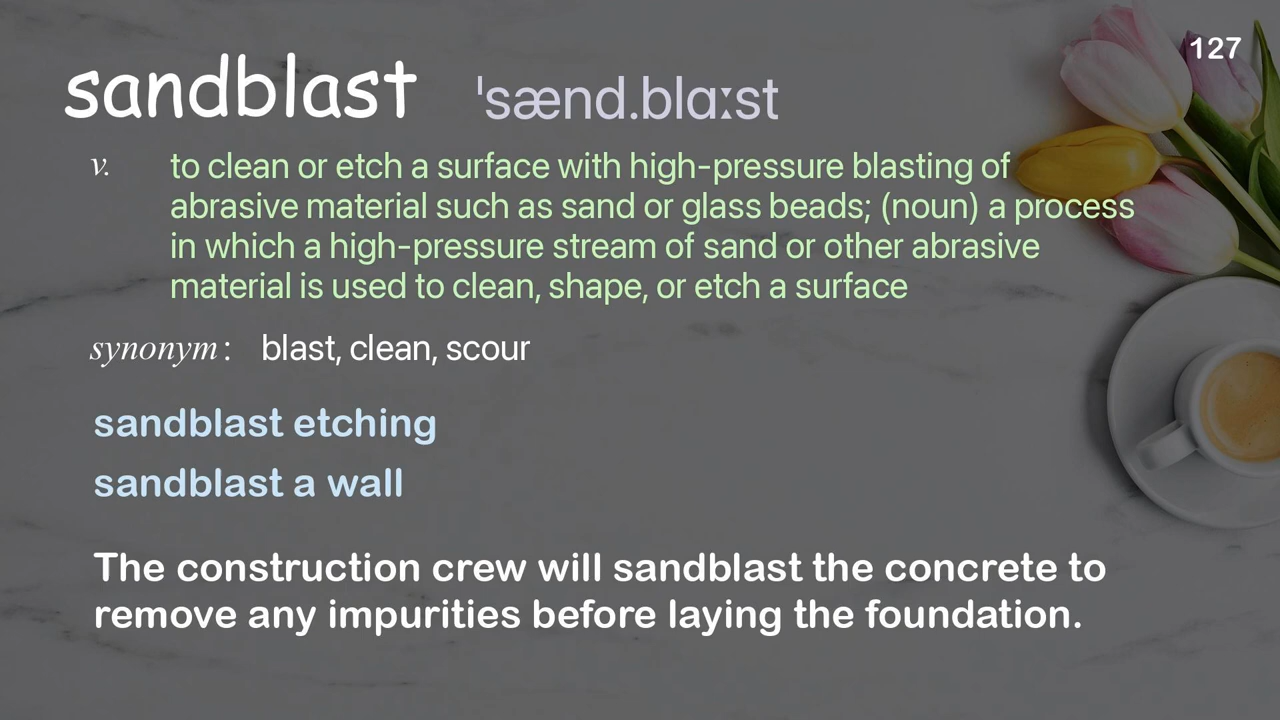 127
sandblast ˈsænd.blɑːst
v. to clean or etch a surface with high-pressure blasting of
abrasive material such as sand or glass beads; (noun) a process
in which a high-pressure stream of sand or other abrasive
material is used to clean, shape, or etch a surface
synonym: blast, clean, scour
sandblast etching
sandblast a wall
The construction crew will sandblast the concrete to
remove any impurities before laying the foundation.